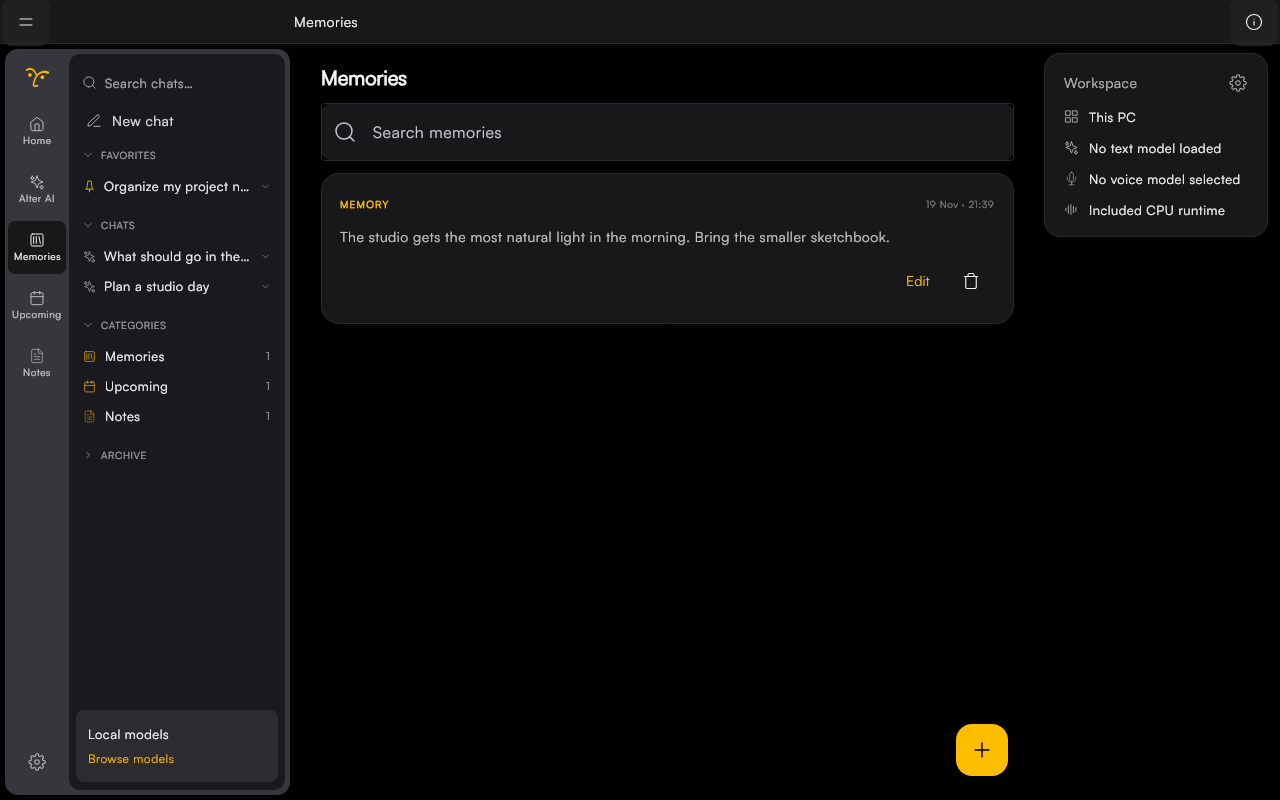 Memories
Home
Alter AI
Memories
Upcoming
Notes
Search chats...
New chat
FAVORITES
Organize my project n...
CHATS
What should go in the...
Plan a studio day
CATEGORIES
Memories 1
Upcoming 1
Notes 1
ARCHIVE
Local models
Browse models
Memories
Search memories
MEMORY 19 Nov • 21:39
The studio gets the most natural light in the morning. Bring the smaller sketchbook.
Edit
Workspace
This PC
No text model loaded
No voice model selected
Included CPU runtime